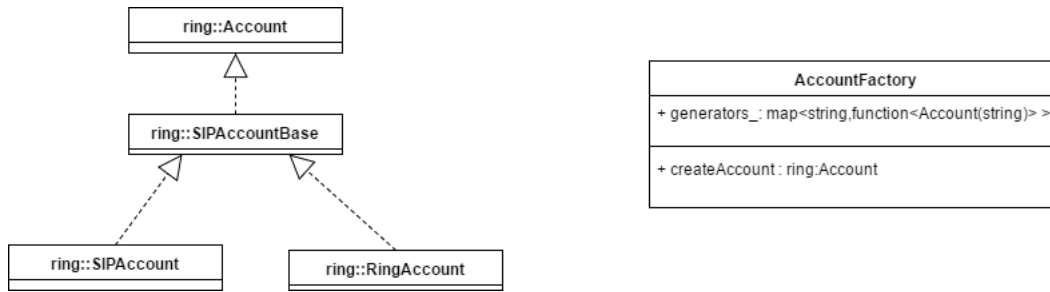 ring::Account
ring::SIPAccountBase
ring::SIPAccount
ring::RingAccount
AccountFactory
+ generators_: map<string,function<Account(string)> >
+ createAccount : ring:Account